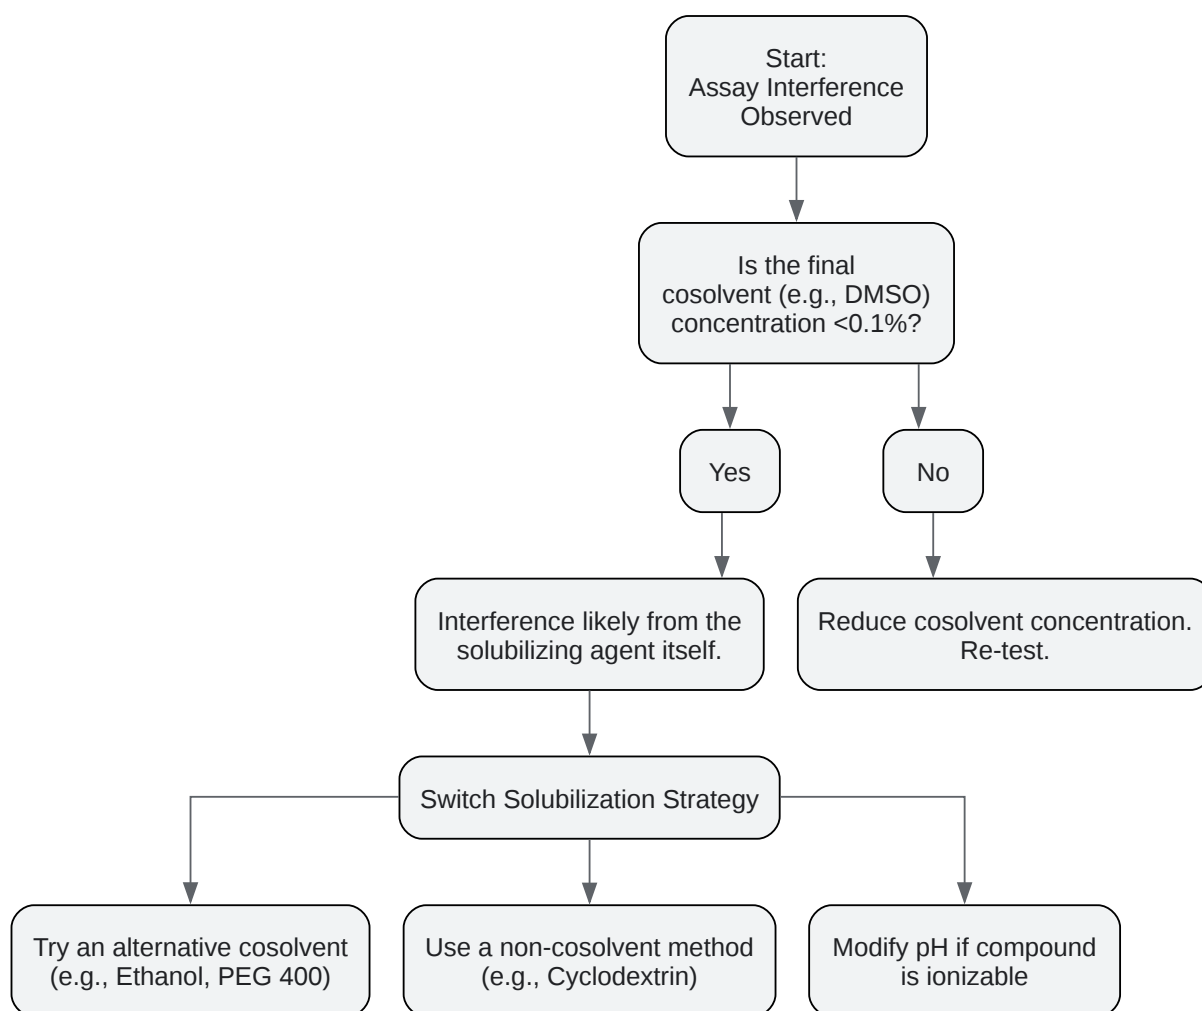 Start:
Assay Interference
Observed
Is the final
cosolvent (e.g., DMSO)
concentration <0.1%?
Yes
No
Interference likely from the
solubilizing agent itself.
Reduce cosolvent concentration.
Re-test.
Switch Solubilization Strategy
Try an alternative cosolvent
(e.g., Ethanol, PEG 400)
Use a non-cosolvent method
(e.g., Cyclodextrin)
Modify pH if compound
is ionizable